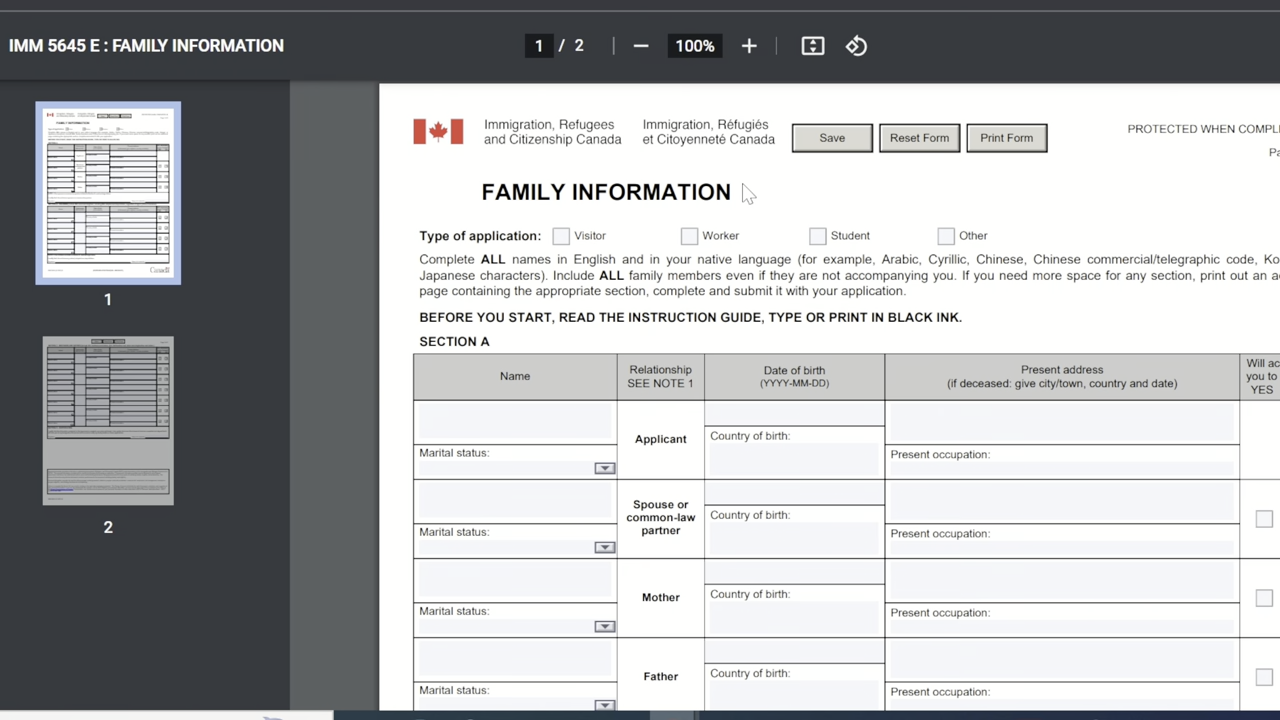 IMM 5645 E : FAMILY INFORMATION
1 / 2
100%
1
2
Immigration, Refugees and Citizenship Canada
Immigration, Réfugiés et Citoyenneté Canada
Save
Reset Form
Print Form
PROTECTED WHEN COMPL
Pa
FAMILY INFORMATION
Type of application:
Visitor
Worker
Student
Other
Complete ALL names in English and in your native language (for example, Arabic, Cyrillic, Chinese, Chinese commercial/telegraphic code, Ko
Japanese characters). Include ALL family members even if they are not accompanying you. If you need more space for any section, print out an a
page containing the appropriate section, complete and submit it with your application.
BEFORE YOU START, READ THE INSTRUCTION GUIDE, TYPE OR PRINT IN BLACK INK.
SECTION A
Name
Relationship
SEE NOTE 1
Date of birth
(YYYY-MM-DD)
Present address
(if deceased: give city/town, country and date)
Will ac
you to
YES
Applicant
Country of birth:
Marital status:
Present occupation:
Spouse or
common-law
partner
Country of birth:
Marital status:
Present occupation:
Mother
Country of birth:
Marital status:
Present occupation:
Father
Country of birth:
Marital status:
Present occupation: